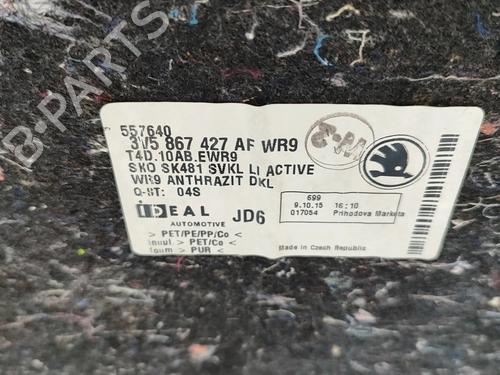 B-PARTS
557640
3V5 867 427 AF WR9
T4D.10AB.EWR9
SKO SK481 SVKL LI ACTIVE
WR9 ANTHRAZIT DKL
Q-ST: 04S
IDEAL
AUTOMOTIVE
JD6
699
9.10.15 16:10
017054 Prihodova Marketa
Made in Czech Republic
> PET/PE/PP/Co <
> PET/Co <
> PUR <